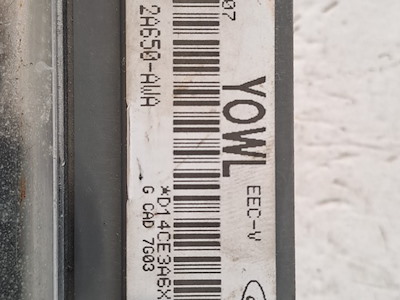 07
YOWL
EEC-V
2A650-AWA
*D14CE3A6X
G CAD 7G03